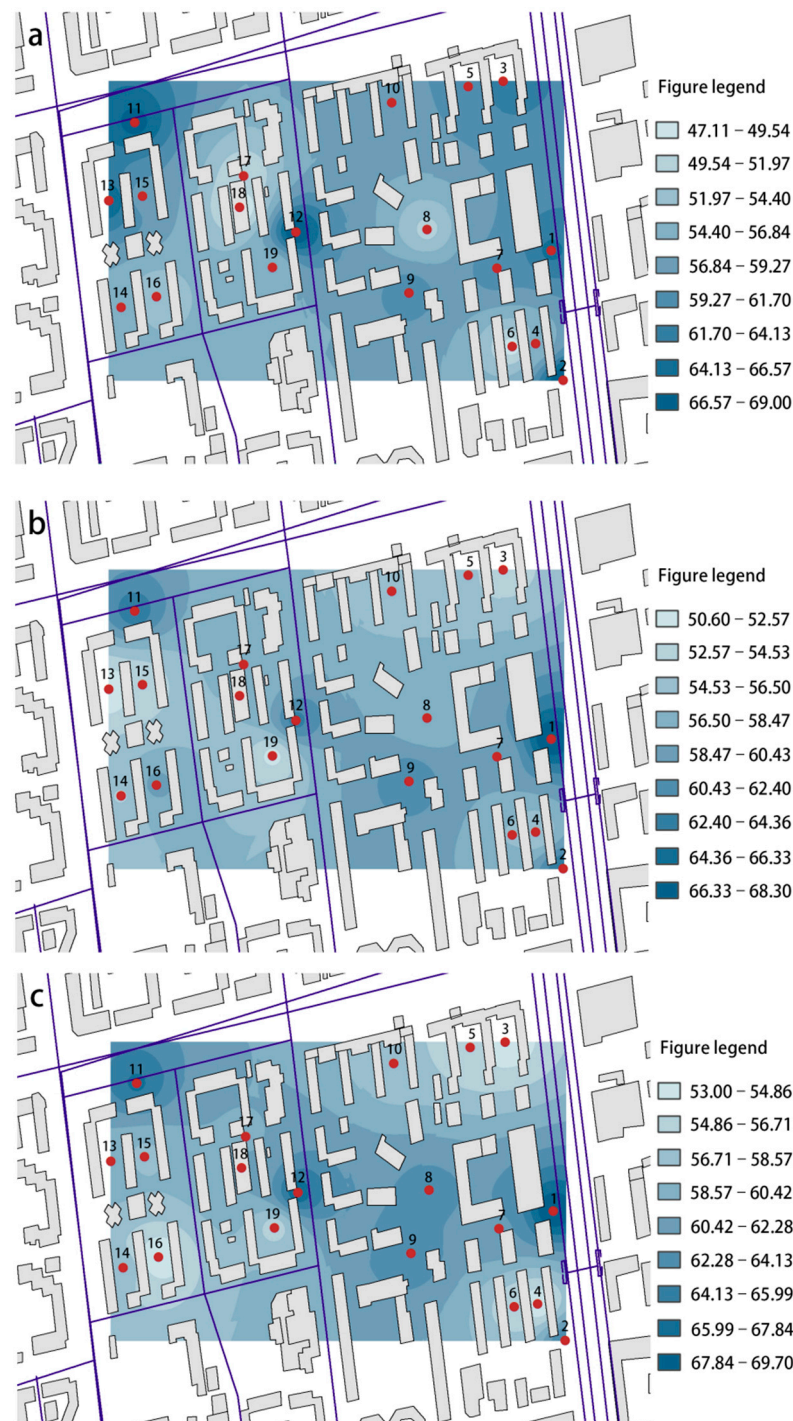 a
3
5
10
11
17
15
13
18
12
8
1
19
7
16
14
9
6
4
2
Figure legend
47.11 – 49.54
49.54 – 51.97
51.97 – 54.40
54.40 – 56.84
56.84 – 59.27
59.27 – 61.70
61.70 – 64.13
64.13 – 66.57
66.57 – 69.00
b
3
5
10
11
17
15
13
18
12
8
1
19
7
16
14
9
6
4
2
Figure legend
50.60 – 52.57
52.57 – 54.53
54.53 – 56.50
56.50 – 58.47
58.47 – 60.43
60.43 – 62.40
62.40 – 64.36
64.36 – 66.33
66.33 – 68.30
c
3
5
10
11
17
15
13
18
12
8
1
19
7
16
14
9
6
4
2
Figure legend
53.00 – 54.86
54.86 – 56.71
56.71 – 58.57
58.57 – 60.42
60.42 – 62.28
62.28 – 64.13
64.13 – 65.99
65.99 – 67.84
67.84 – 69.70